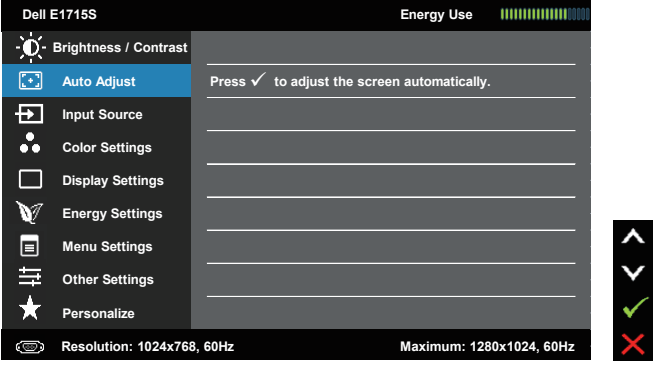 Dell E1715S Energy Use
Brightness / Contrast
Auto Adjust Press ✓ to adjust the screen automatically.
Input Source
Color Settings
Display Settings
Energy Settings
Menu Settings
Other Settings
Personalize
Resolution: 1024x768, 60Hz Maximum: 1280x1024, 60Hz